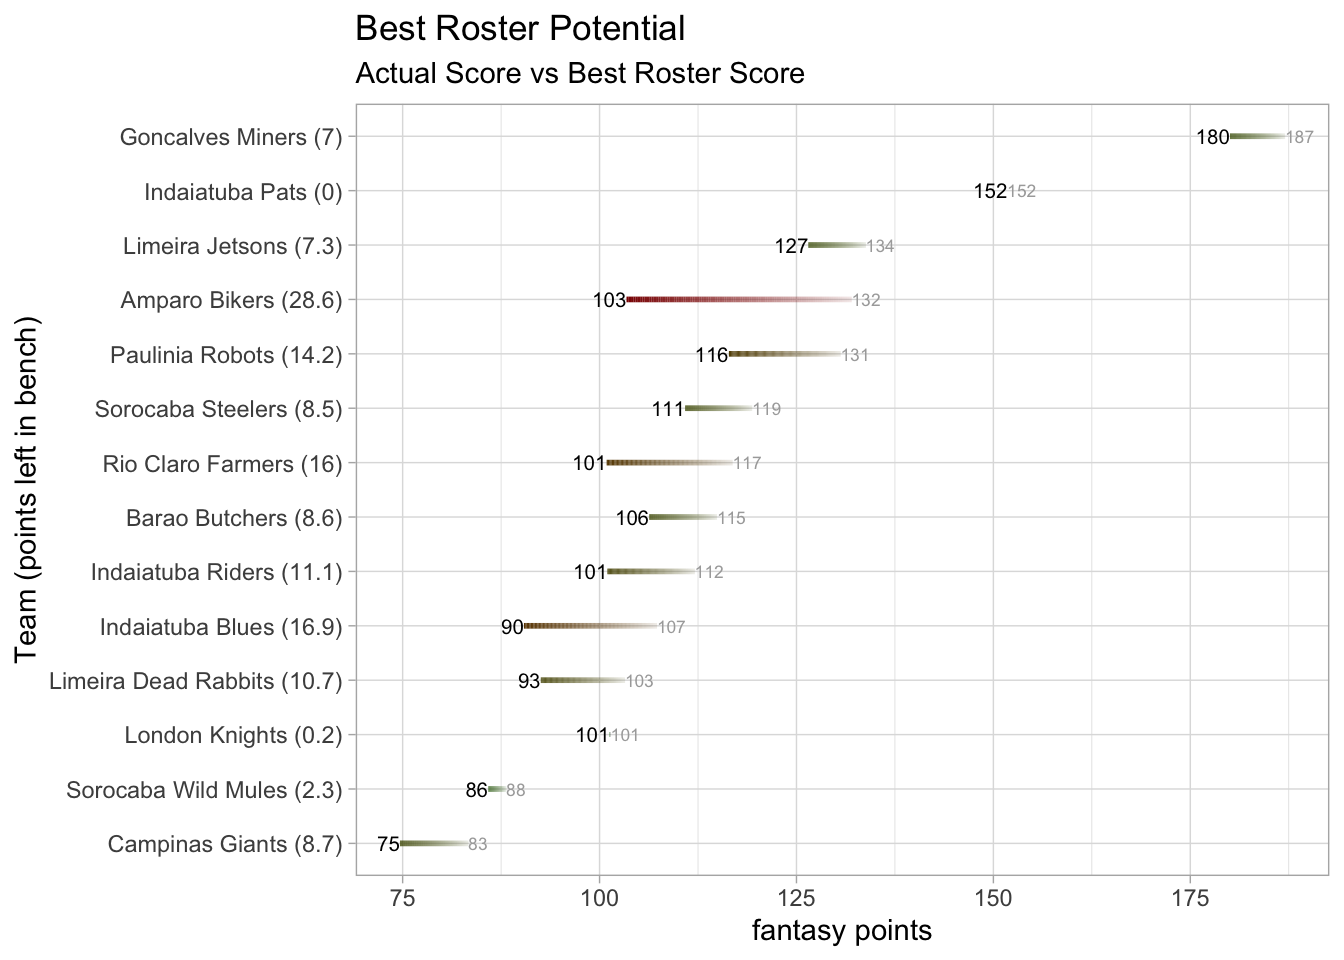 Best Roster Potential
Actual Score vs Best Roster Score
Team (points left in bench)
Goncalves Miners (7) 180 187
Indaiatuba Pats (0) 152 152
Limeira Jetsons (7.3) 127 134
Amparo Bikers (28.6) 103 132
Paulinia Robots (14.2) 116 131
Sorocaba Steelers (8.5) 111 119
Rio Claro Farmers (16) 101 117
Barao Butchers (8.6) 106 115
Indaiatuba Riders (11.1) 101 112
Indaiatuba Blues (16.9) 90 107
Limeira Dead Rabbits (10.7) 93 103
London Knights (0.2) 101 101
Sorocaba Wild Mules (2.3) 86 88
Campinas Giants (8.7) 75 83
75 100 125 150 175
fantasy points